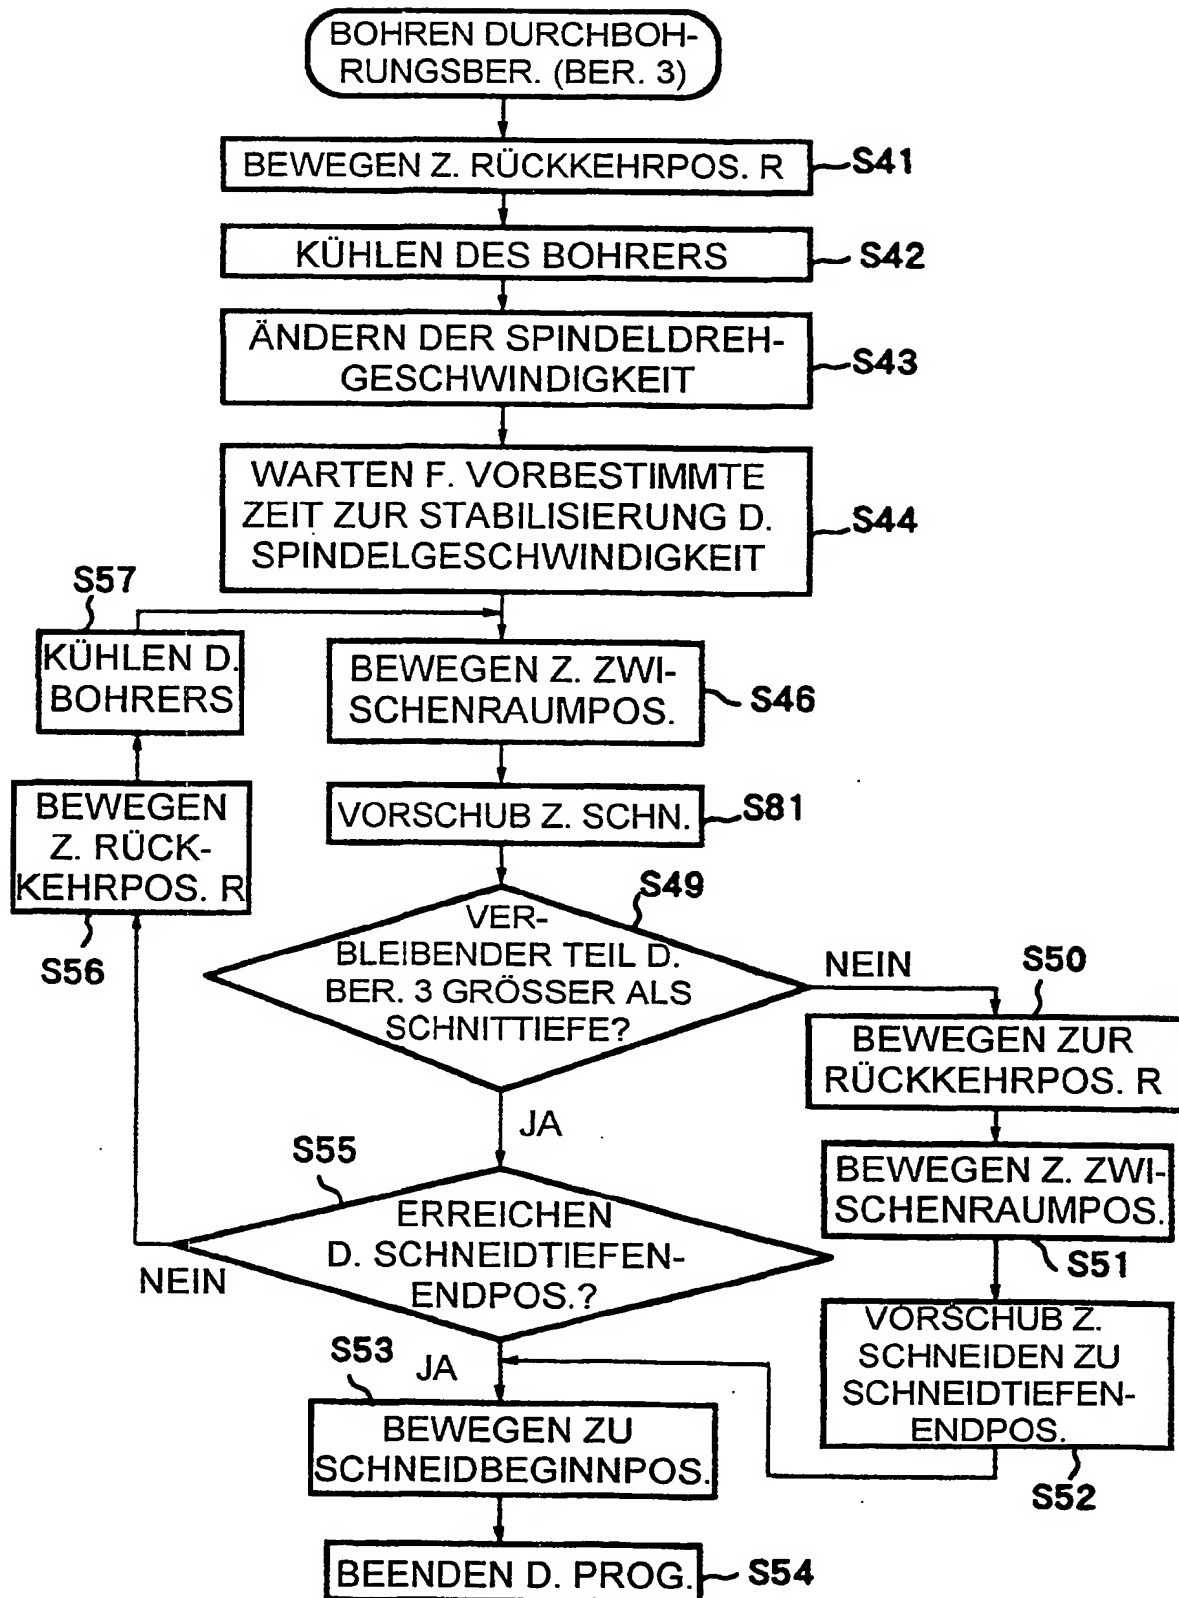 BOHREN DURCHBOH-
RUNGSBER. (BER. 3)
BEWEGEN Z. RÜCKKEHRPOS. R
S41
KÜHLEN DES BOHRERS
S42
ÄNDERN DER SPINDELDREH-
GESCHWINDIGKEIT
S43
WARTEN F. VORBESTIMMTE
ZEIT ZUR STABILISIERUNG D.
SPINDELGESCHWINDIGKEIT
S44
S57
KÜHLEN D.
BOHRERS
BEWEGEN Z. ZWI-
SCHENRAUMPOS.
S46
BEWEGEN
Z. RÜCK-
KEHRPOS. R
S56
VORSCHUB Z. SCHN.
S81
S49
VER-
BLEIBENDER TEIL D.
BER. 3 GRÖSSER ALS
SCHNITTIEFE?
NEIN
JA
S50
BEWEGEN ZUR
RÜCKKEHRPOS. R
BEWEGEN Z. ZWI-
SCHENRAUMPOS.
S51
S55
ERREICHEN
D. SCHNEIDTIEFEN-
ENDPOS.?
NEIN
JA
VORSCHUB Z.
SCHNEIDEN ZU
SCHNEIDTIEFEN-
ENDPOS.
S52
S53
BEWEGEN ZU
SCHNEIDBEGINNPOS.
BEENDEN D. PROG.
S54